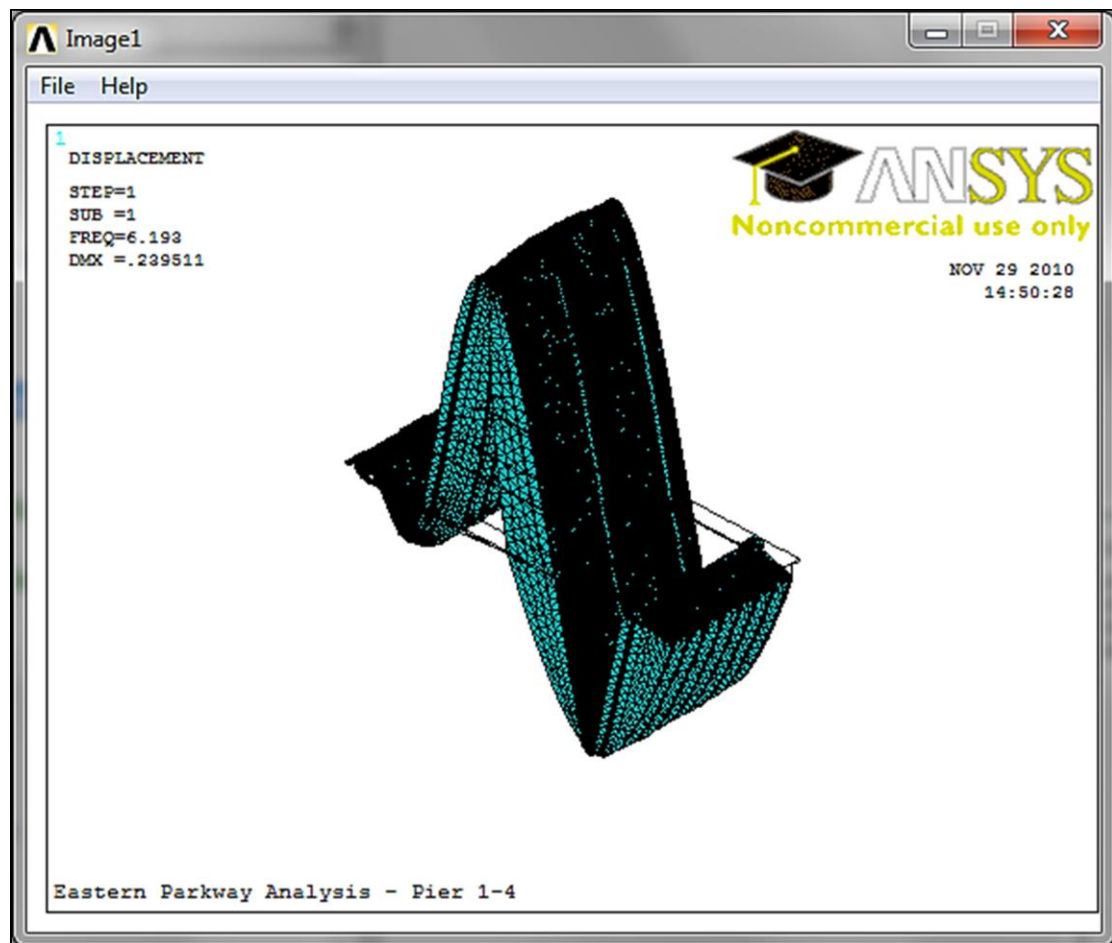 Image1
File Help
1
DISPLACEMENT
STEP=1
SUB =1
FREQ=6.193
DMX =.239511
ANSYS
Noncommercial use only
NOV 29 2010
14:50:28
Eastern Parkway Analysis - Pier 1-4